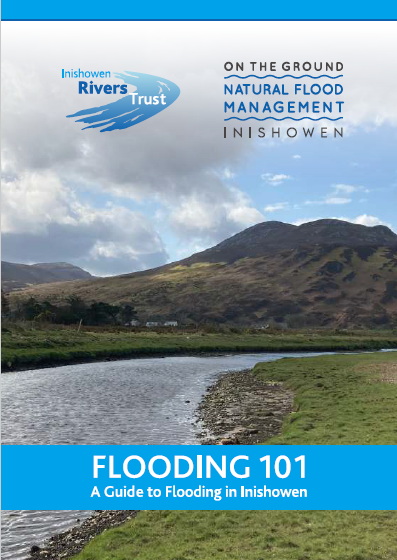 Inishowen
Rivers
Trust
ON THE GROUND
NATURAL FLOOD
MANAGEMENT
INISHOWEN
FLOODING 101
A Guide to Flooding in Inishowen